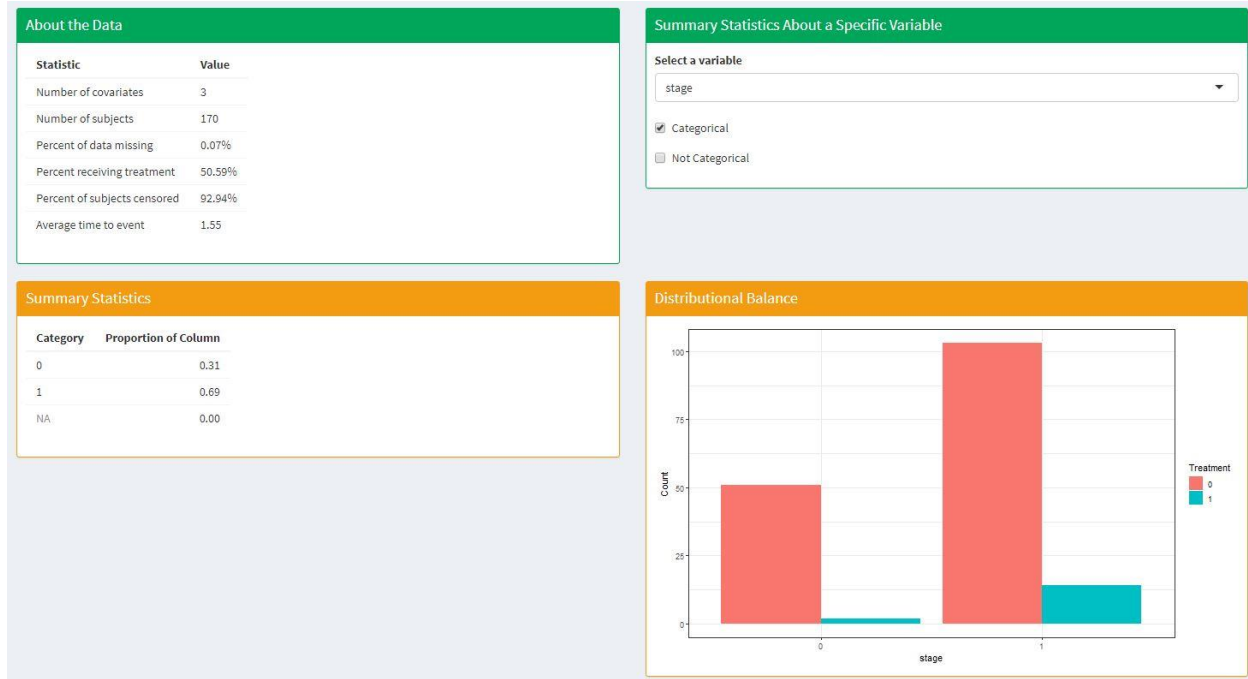 About the Data
Statistic Value
Number of covariates 3
Number of subjects 170
Percent of data missing 0.07%
Percent receiving treatment 50.59%
Percent of subjects censored 92.94%
Average time to event 1.55
Summary Statistics About a Specific Variable
Select a variable
stage
Categorical
Not Categorical
Summary Statistics
Category Proportion of Column
0 0.31
1 0.69
NA 0.00
Distributional Balance
Count
100
75
50
25
0
0 1
stage
Treatment
0
1